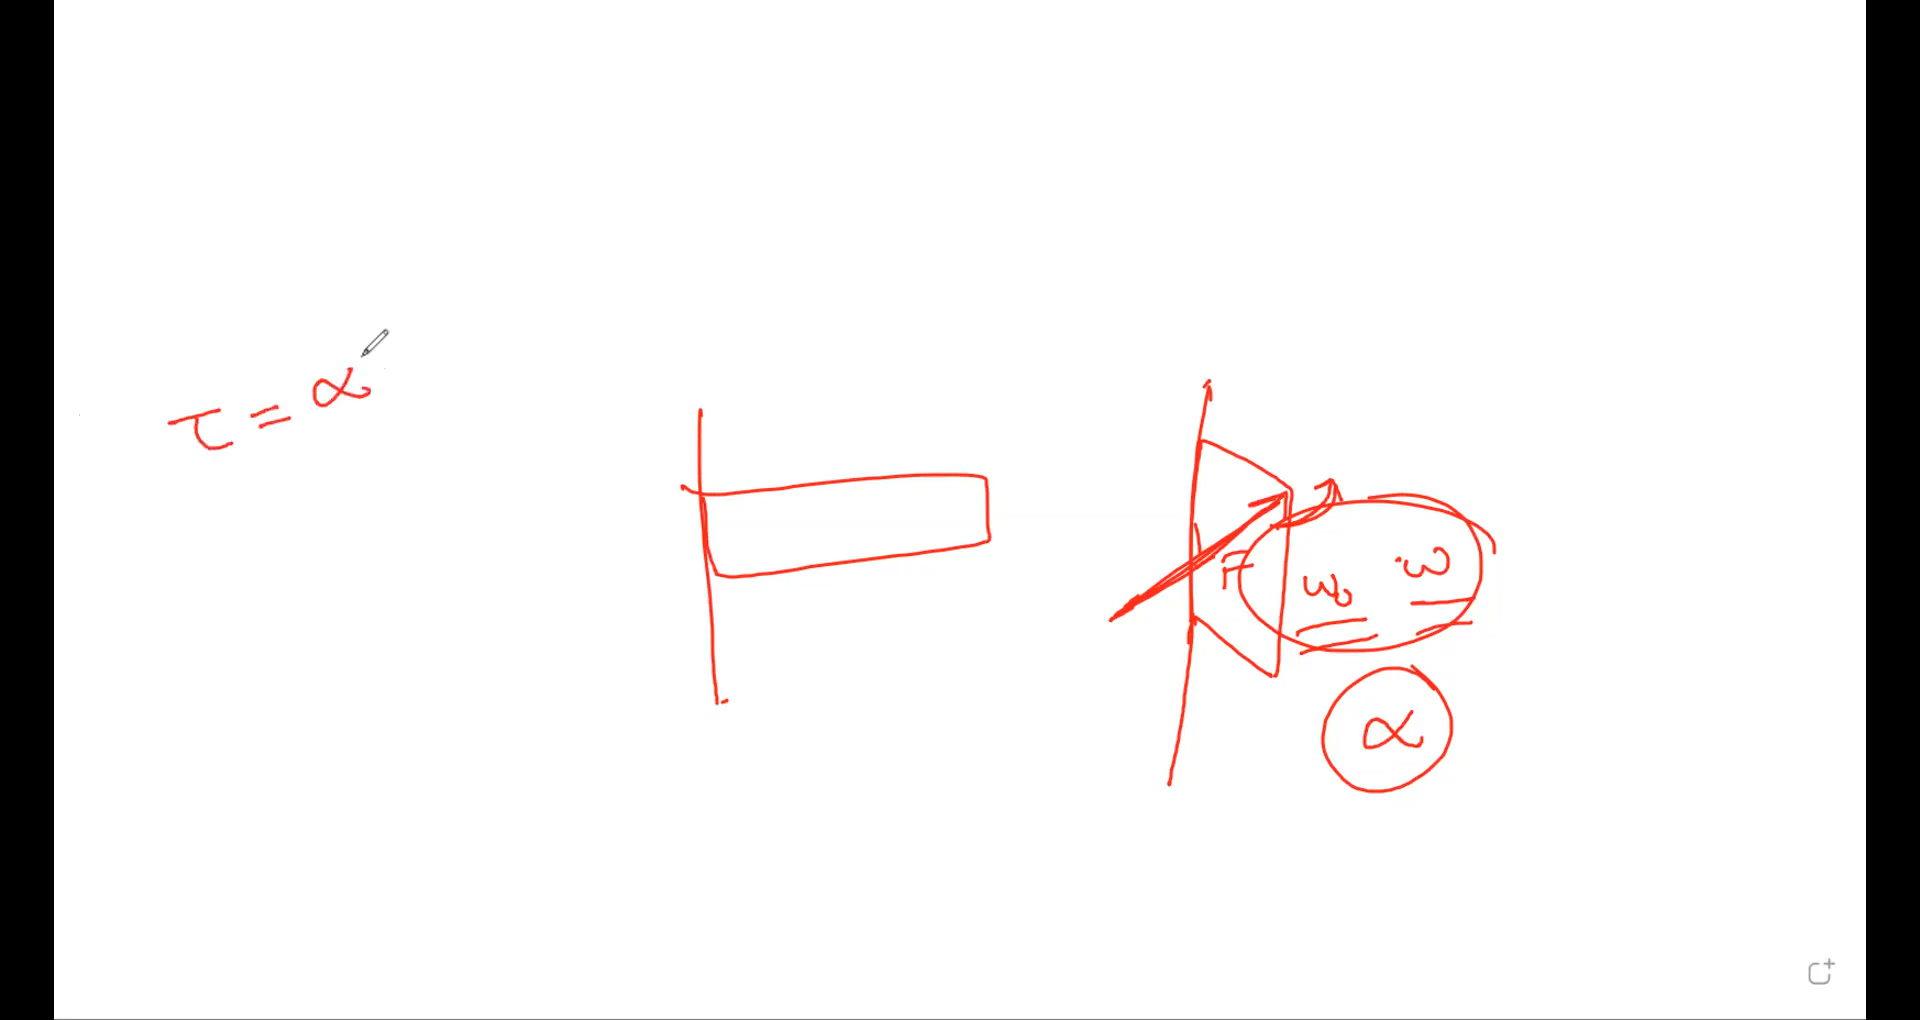 τ = α
F
ω₀ ω
α